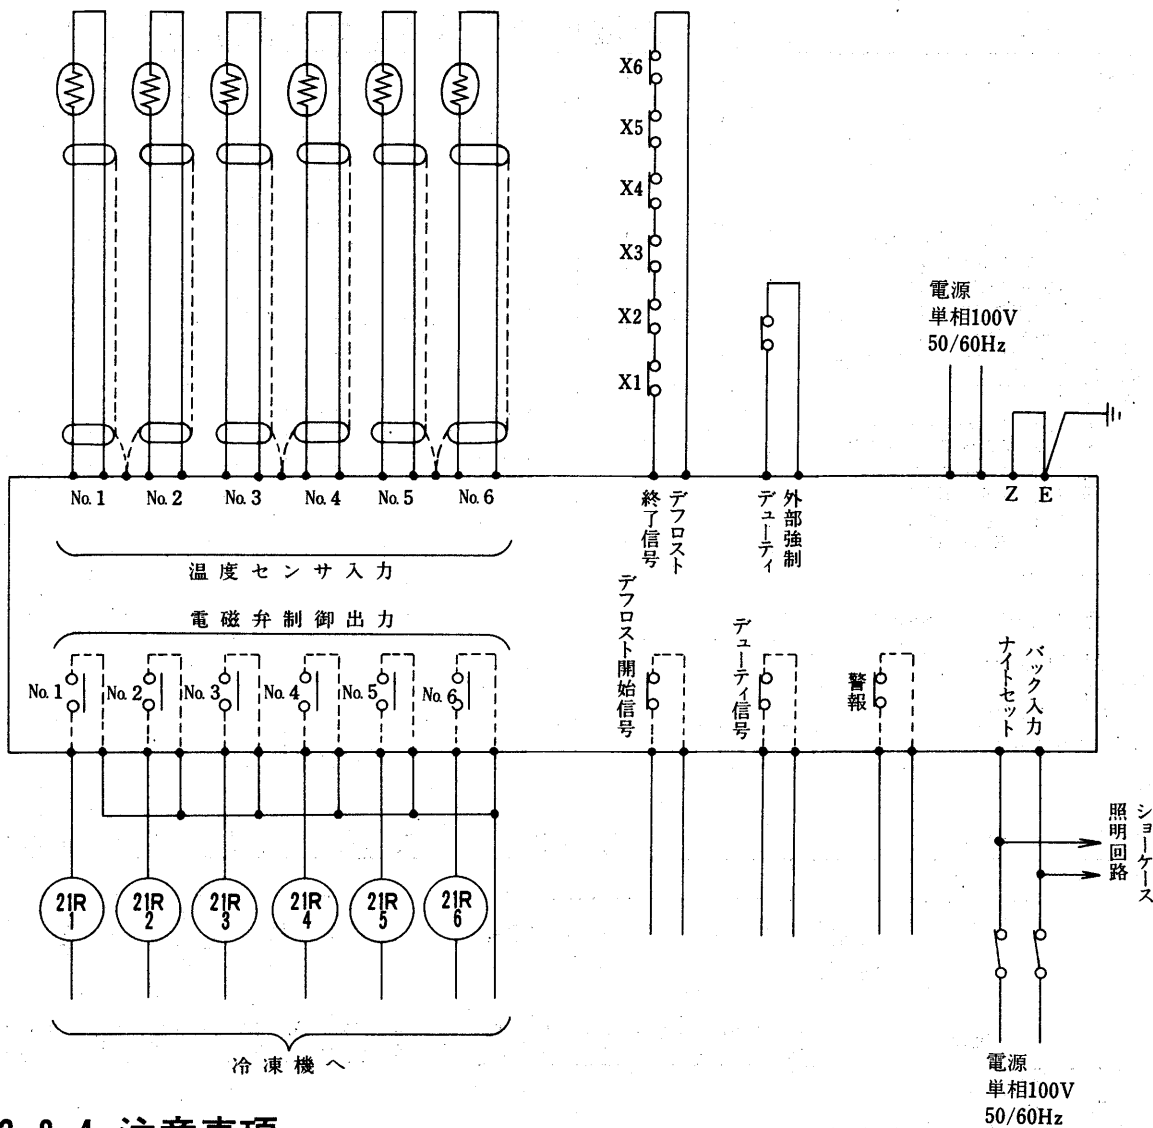 X6
X5
X4
X3
X2
X1
電源
単相100V
50/60Hz
No.1
No.2
No.3
No.4
No.5
No.6
終了信号
デフロスト
デューティ
外部強制
Z
E
温度センサ入力
電磁弁制御出力
No.1
No.2
No.3
No.4
No.5
No.6
デフロスト開始信号
デューティ信号
警報
ナイトセット
バック入力
ショーケース
照明回路
21R
1
21R
2
21R
3
21R
4
21R
5
21R
6
冷凍機へ
電源
単相100V
50/60Hz
注意事項